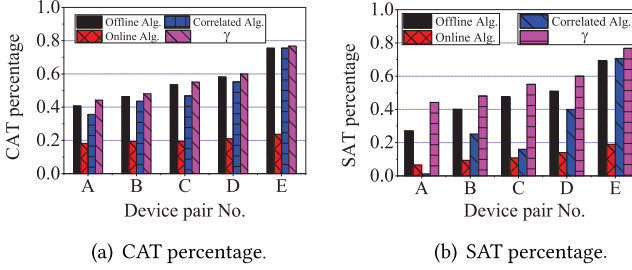 Offline Alg. Correlated Alg.
Online Alg. γ
CAT percentage
1.0
0.8
0.6
0.4
0.2
0.0
A B C D E
Device pair No.
(a) CAT percentage.
Offline Alg. Correlated Alg.
Online Alg. γ
SAT percentage
1.0
0.8
0.6
0.4
0.2
0.0
A B C D E
Device pair No.
(b) SAT percentage.